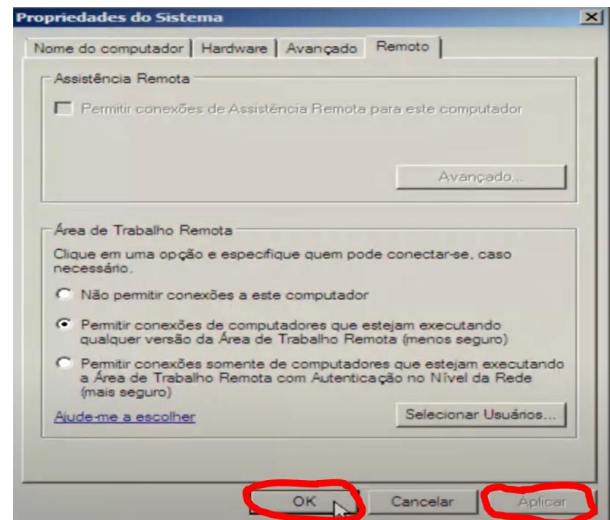 Propriedades do Sistema
Nome do computador Hardware Avançado Remoto
Assistência Remota
Permitir conexões de Assistência Remota para este computador
Avançado...
Área de Trabalho Remota
Clique em uma opção e especifique quem pode conectar-se, caso
necessário.
Não permitir conexões a este computador
Permitir conexões de computadores que estejam executando
qualquer versão da Área de Trabalho Remota (menos seguro)
Permitir conexões somente de computadores que estejam executando
a Área de Trabalho Remota com Autenticação no Nível da Rede
(mais seguro)
Ajude-me a escolher
Selecionar Usuários...
OK Cancelar Aplicar